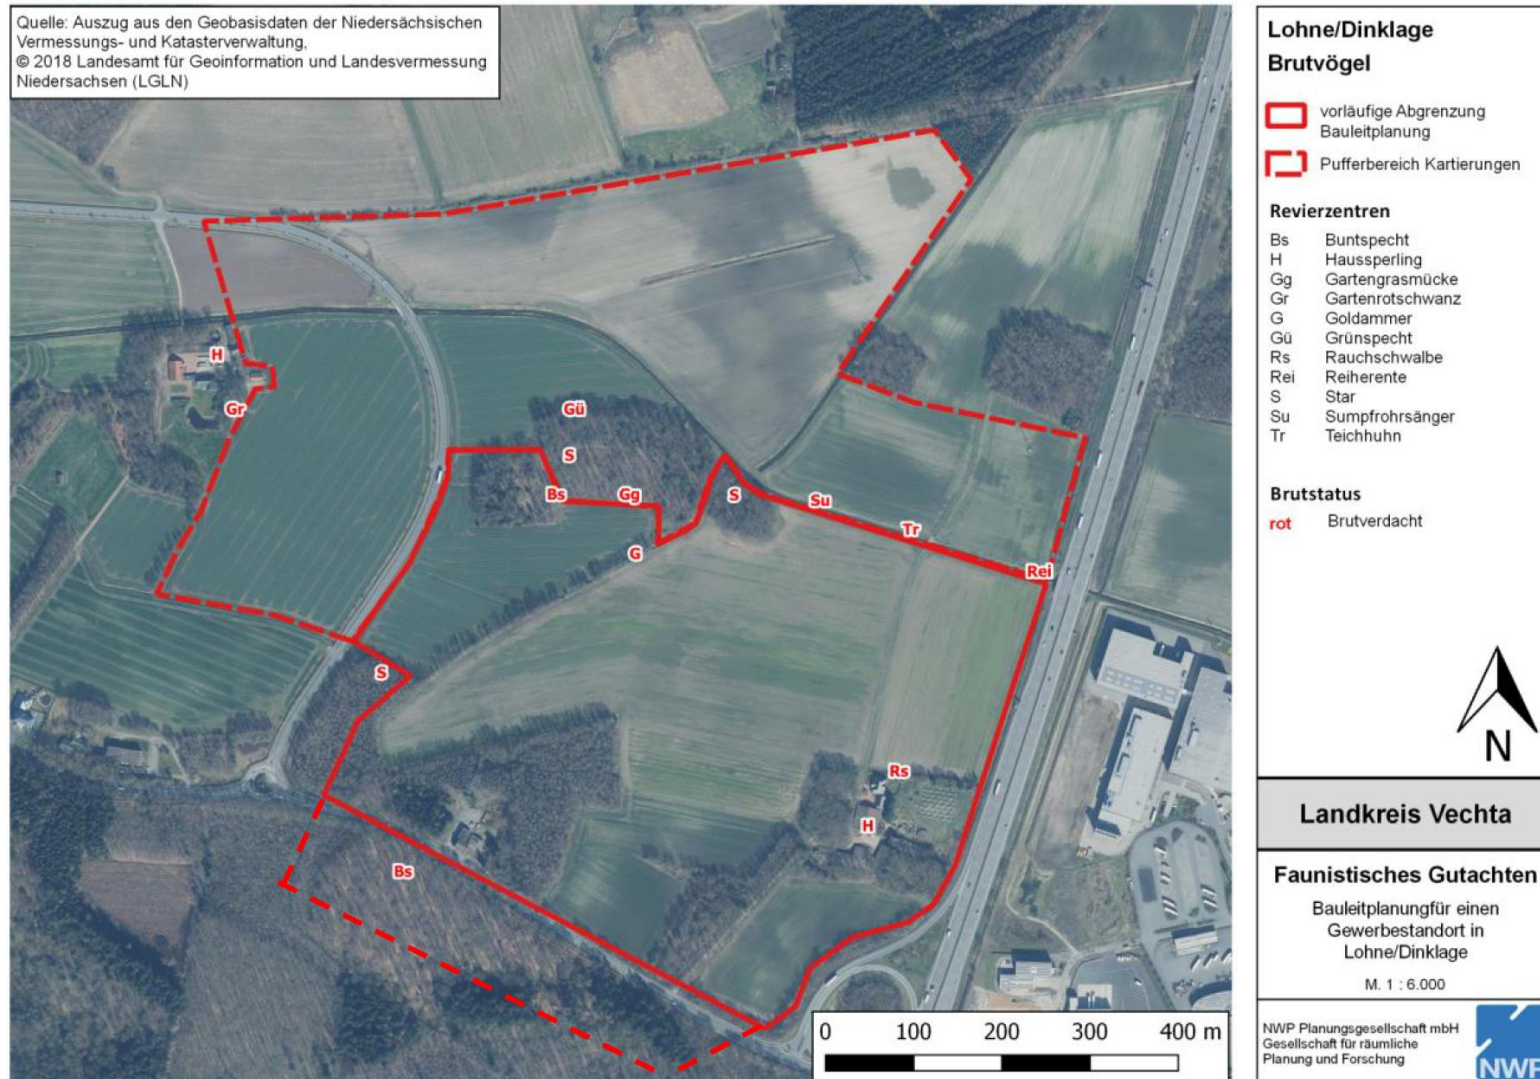 Quelle: Auszug aus den Geobasisdaten der Niedersächsischen
Vermessungs- und Katasterverwaltung,
© 2018 Landesamt für Geoinformation und Landesvermessung
Niedersachsen (LGLN)
H
Gr
Gü
S
Bs
Gg
S
Su
G
Tr
Rei
S
Rs
H
Bs
0 100 200 300 400 m
Lohne/Dinklage
Brutvögel
vorläufige Abgrenzung
Bauleitplanung
Pufferbereich Kartierungen
Revierzentren
Bs Buntspecht
H Haussperling
Gg Gartengrasmücke
Gr Gartenrotschwanz
G Goldammer
Gü Grünspecht
Rs Rauchschwalbe
Rei Reiherente
S Star
Su Sumpfrohrsänger
Tr Teichhuhn
Brutstatus
rot Brutverdacht
N
Landkreis Vechta
Faunistisches Gutachten
Bauleitplanungfür einen
Gewerbestandort in
Lohne/Dinklage
M. 1 : 6.000
NWP Planungsgesellschaft mbH
Gesellschaft für räumliche
Planung und Forschung
NWP